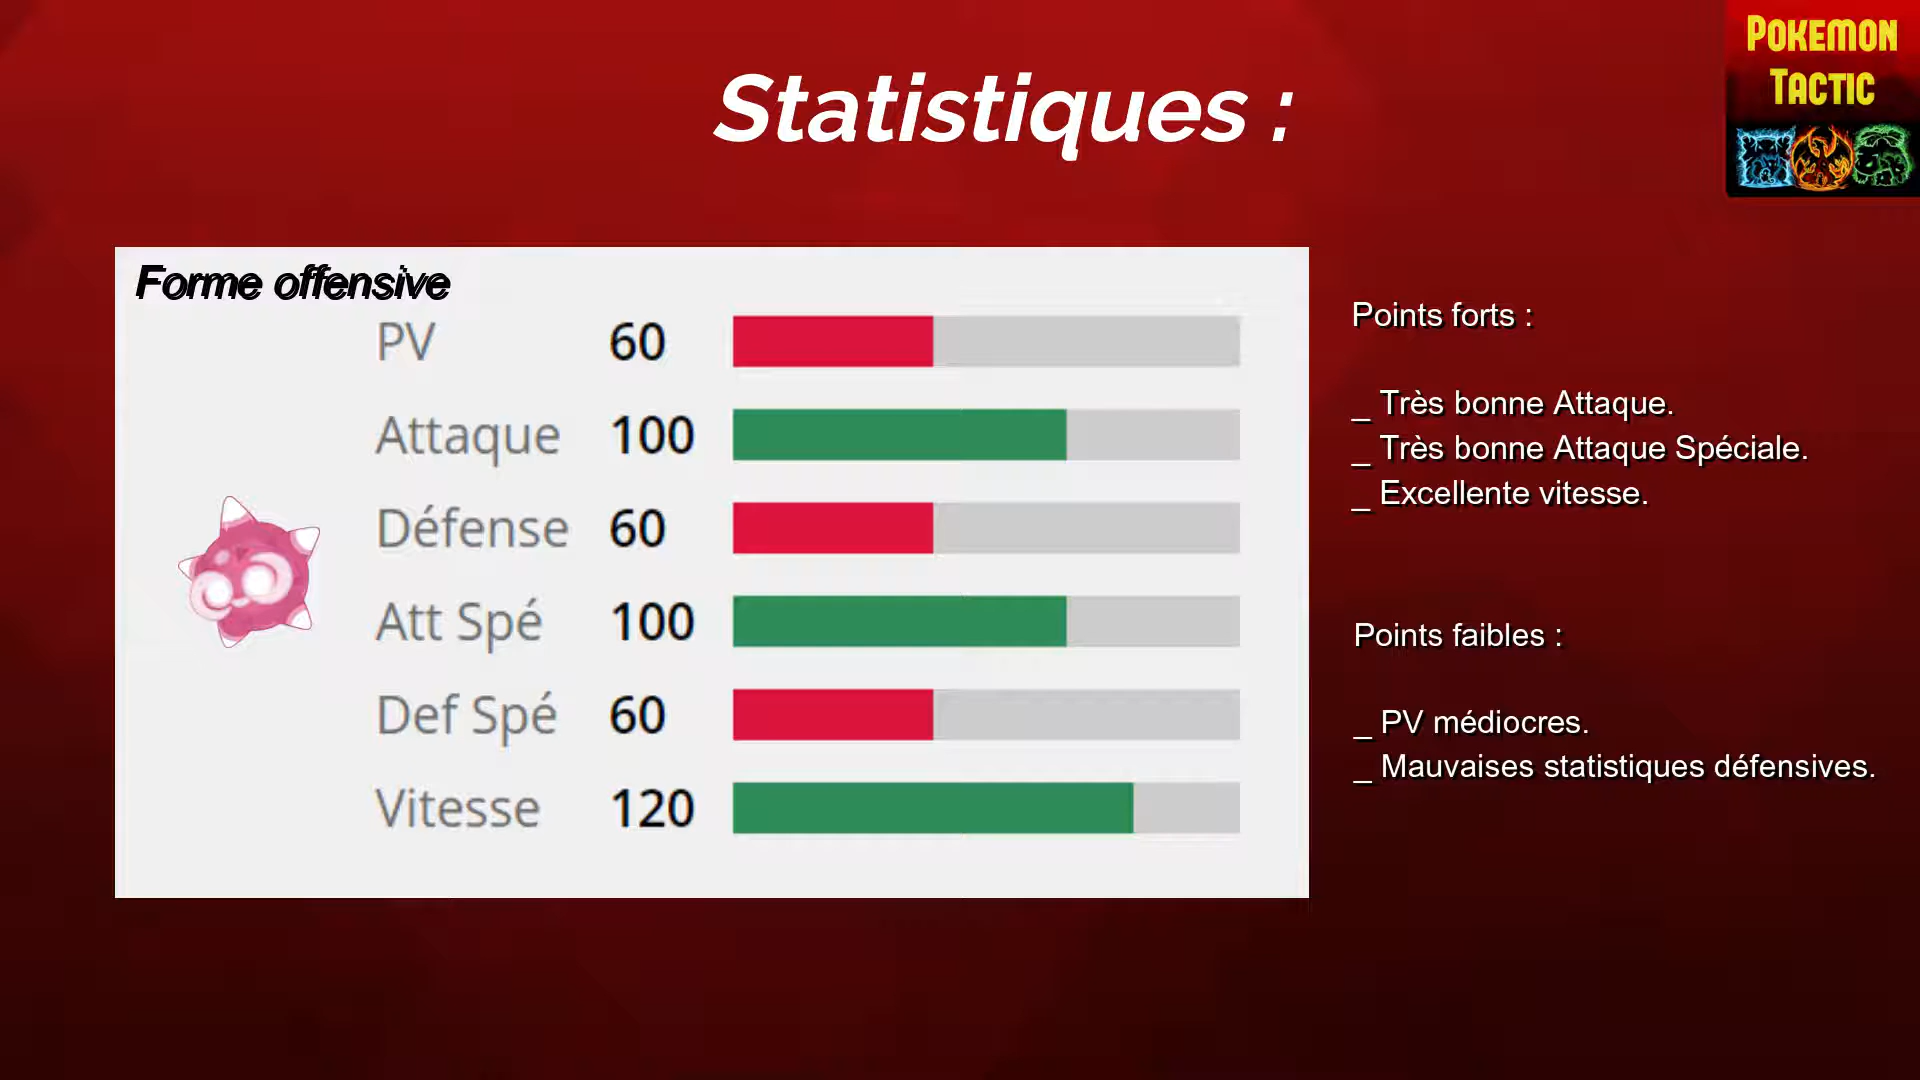 Statistiques :
POKEMON
TACTIC
Forme offensive
PV 60
Attaque 100
Défense 60
Att Spé 100
Def Spé 60
Vitesse 120
Points forts :
_ Très bonne Attaque.
_ Très bonne Attaque Spéciale.
_ Excellente vitesse.
Points faibles :
_ PV médiocres.
_ Mauvaises statistiques défensives.